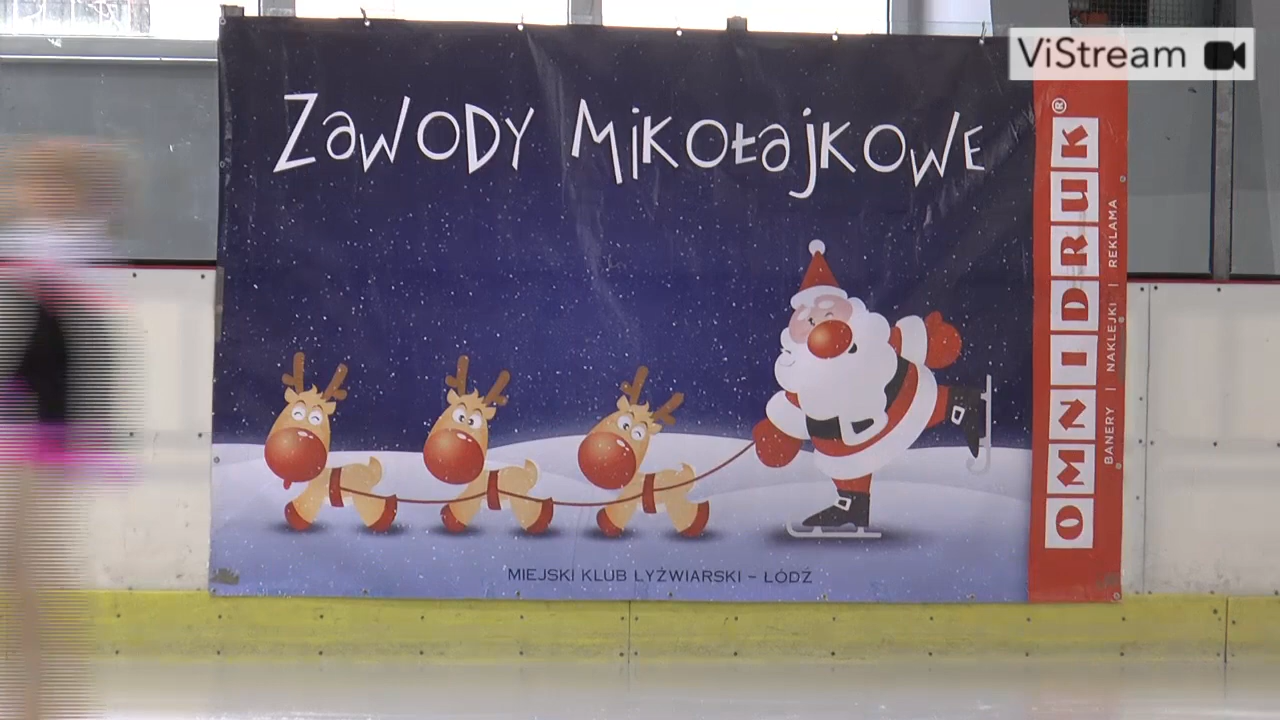 ViStream
ZAWODY MIKOŁAJKOWE
OMNIDRUK®
BANERY | NAKLEJKI | REKLAMA
MIEJSKI KLUB ŁYŻWIARSKI – ŁÓDŹ